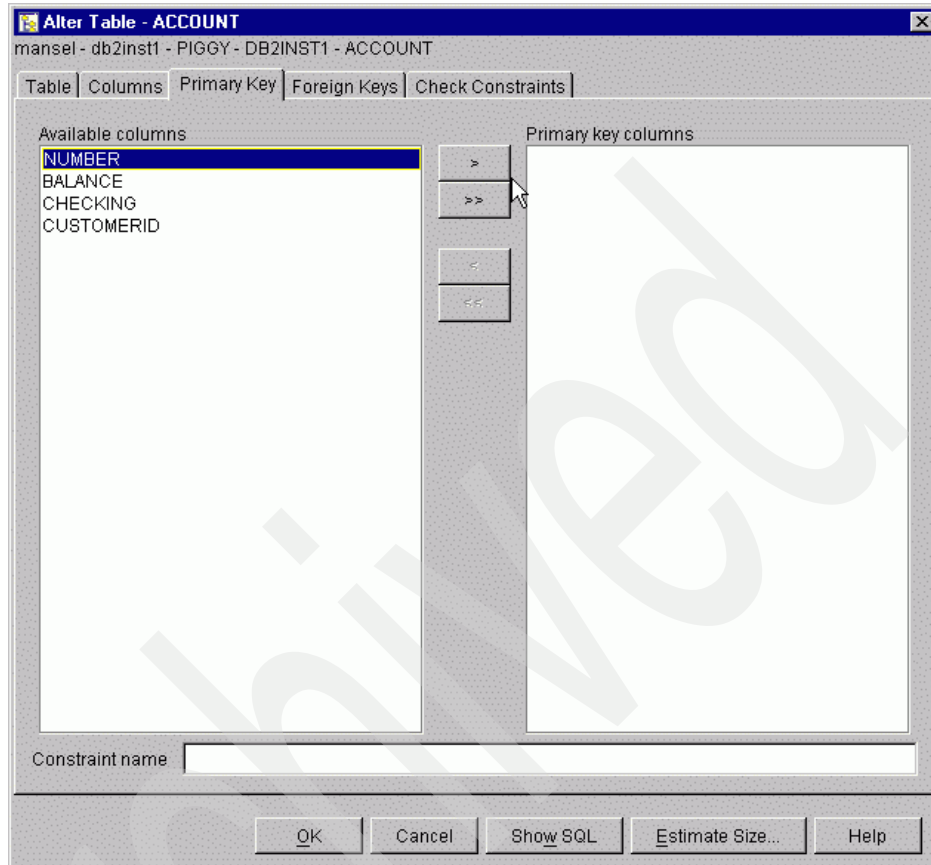 Alter Table - ACCOUNT
mansel - db2inst1 - PIGGY - DB2INST1 - ACCOUNT
Table Columns Primary Key Foreign Keys Check Constraints
Available columns
Primary key columns
NUMBER
BALANCE
CHECKING
CUSTOMERID
>
>>
<
<<
Constraint name
OK Cancel Show SQL Estimate Size... Help
hived